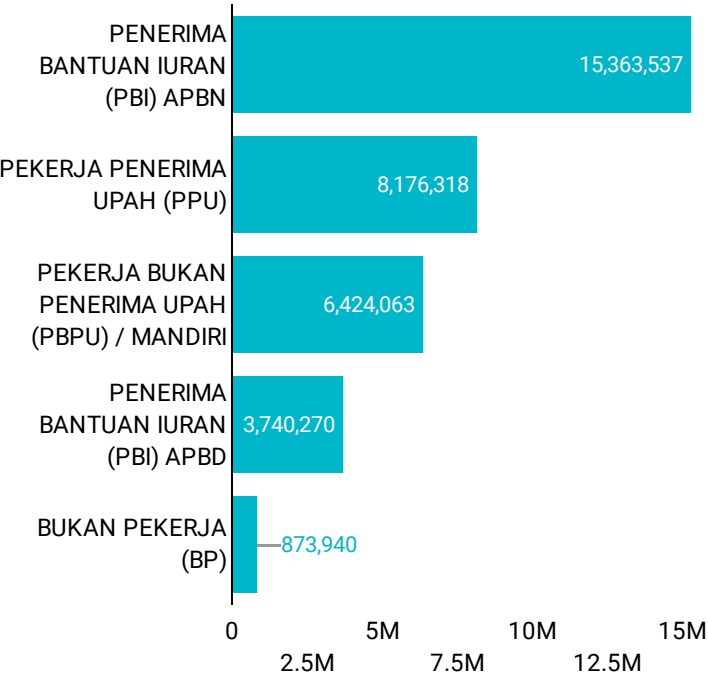 PENERIMA
BANTUAN IURAN
(PBI) APBN
15,363,537
PEKERJA PENERIMA
UPAH (PPU)
8,176,318
PEKERJA BUKAN
PENERIMA UPAH
(PBPU) / MANDIRI
6,424,063
PENERIMA
BANTUAN IURAN
(PBI) APBD
3,740,270
BUKAN PEKERJA
(BP)
873,940
0 5M 10M 15M
2.5M 7.5M 12.5M